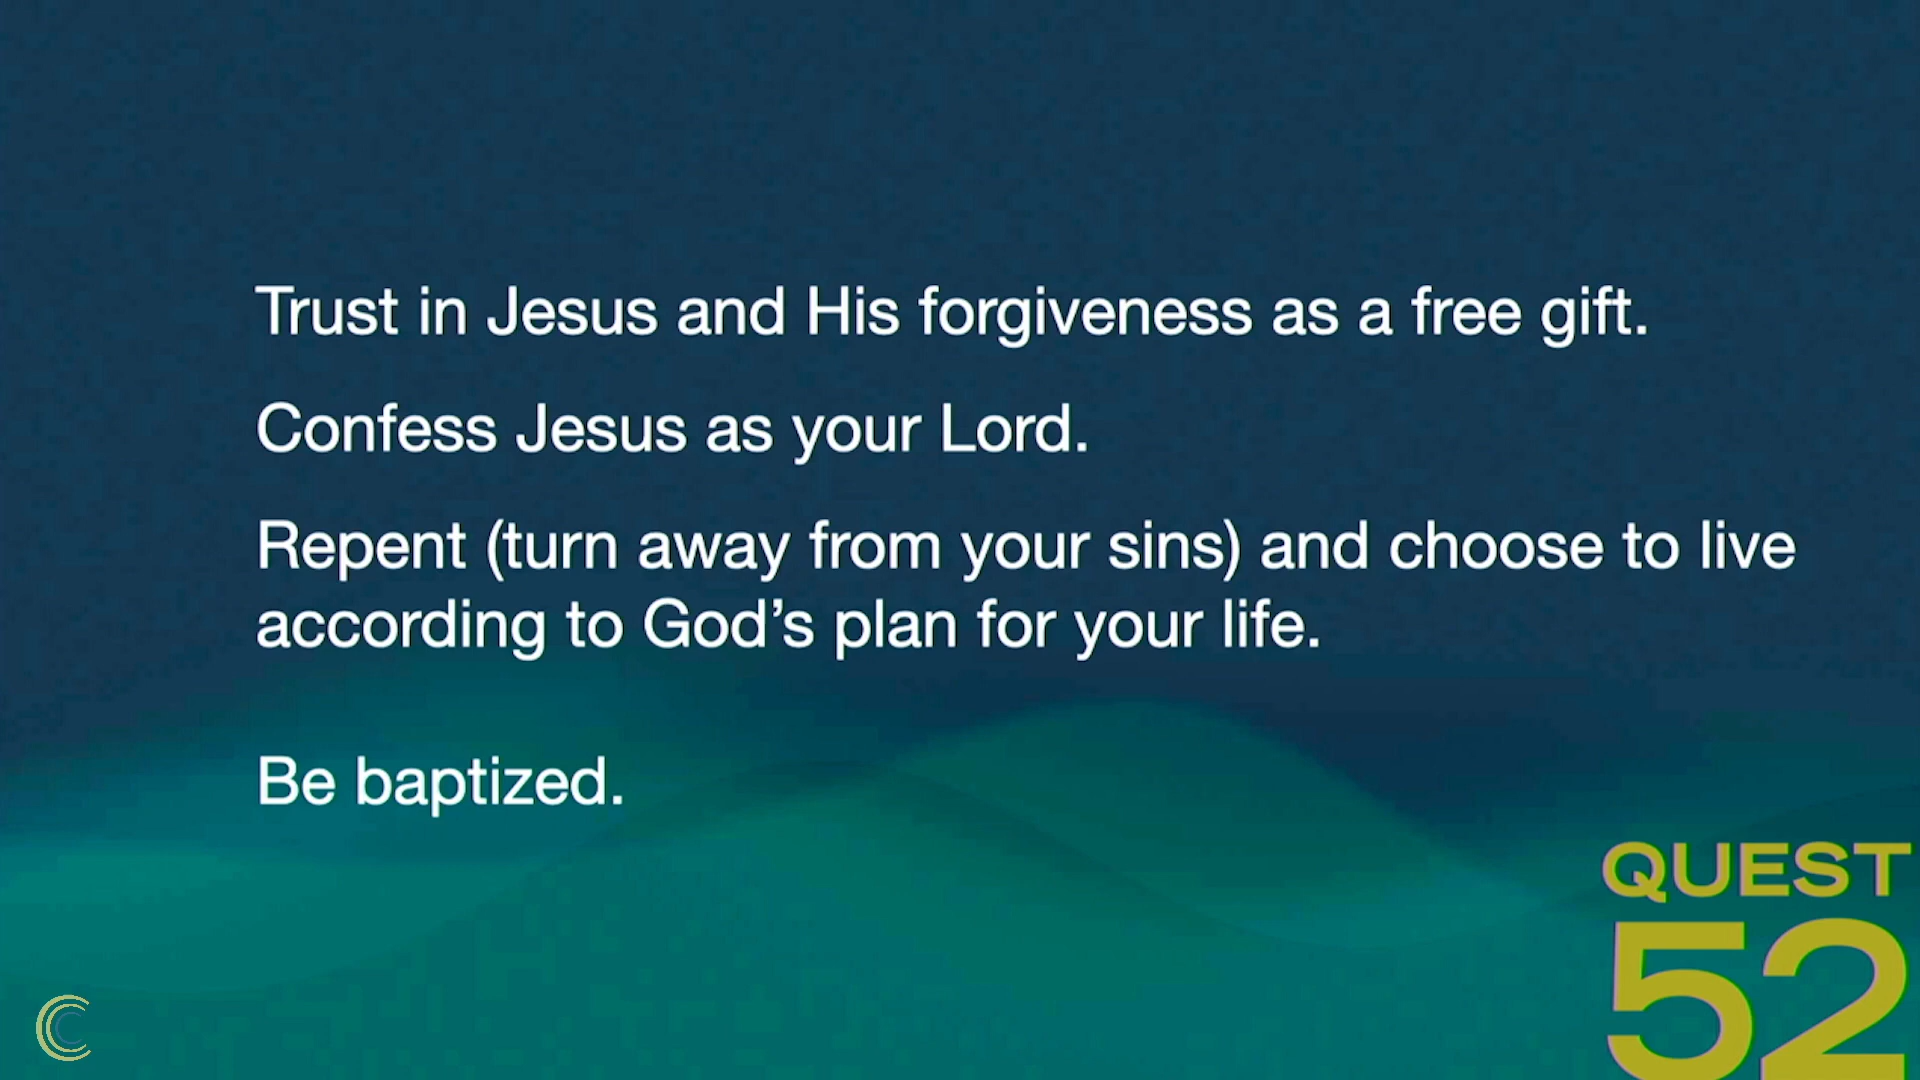 Trust in Jesus and His forgiveness as a free gift.
Confess Jesus as your Lord.
Repent (turn away from your sins) and choose to live
according to God’s plan for your life.
Be baptized.
QUEST
52